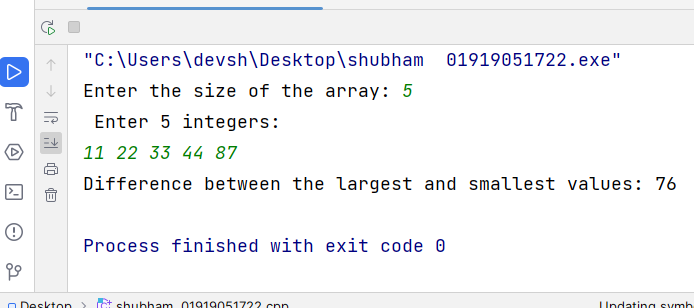 "C:\Users\devsh\Desktop\shubham  01919051722.exe"
Enter the size of the array: 5
 Enter 5 integers:
11 22 33 44 87
Difference between the largest and smallest values: 76
Process finished with exit code 0
Desktop > shubham 01919051722.cpp Updating symb